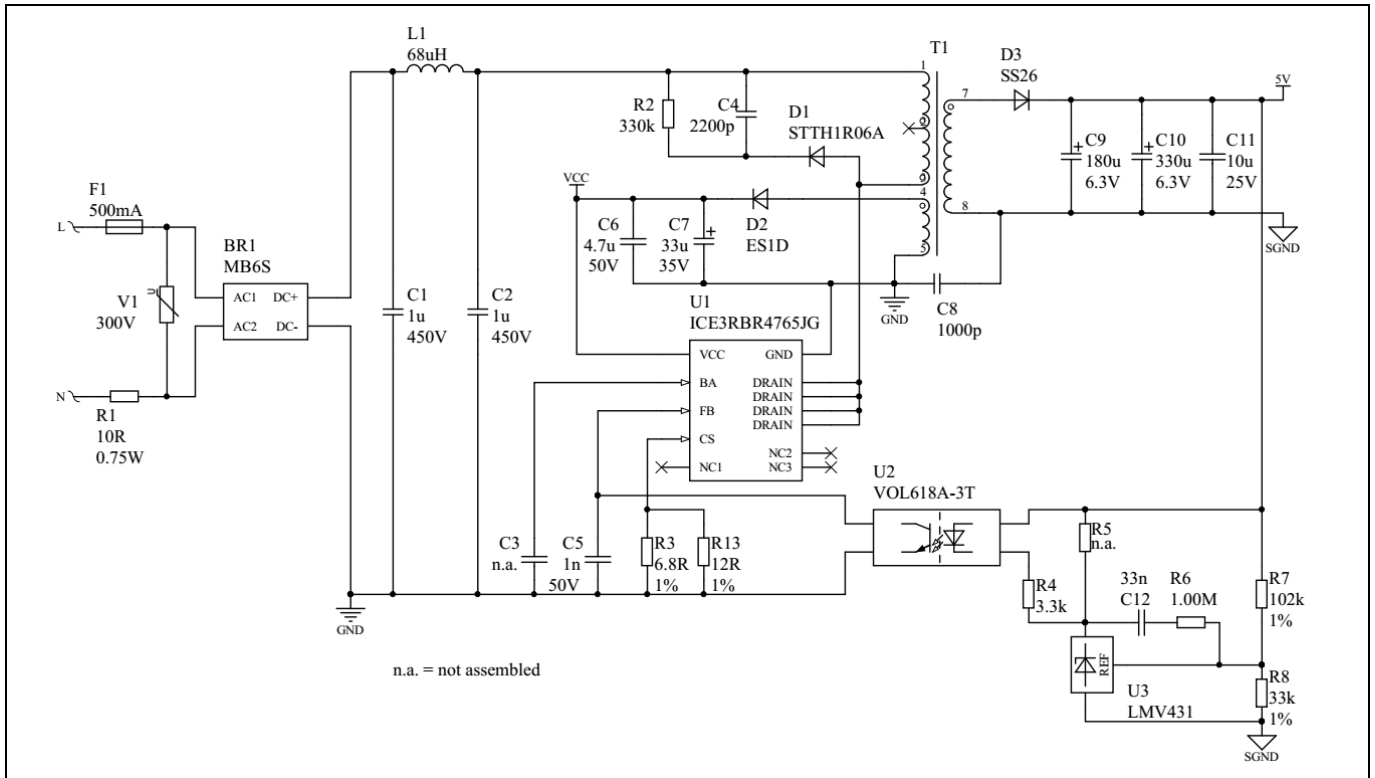 L1
68uH
T1
1
R2
330k
C4
2200p
D1
STTH1R06A
9
VCC
4
D2
ES1D
C6
4.7u
50V
C7
33u
35V
5
GND
C8
1000p
D3
SS26
7
8
5V
C9
180u
6.3V
C10
330u
6.3V
C11
10u
25V
SGND
F1
500mA
L
V1
300V
N
R1
10R
0.75W
BR1
MB6S
AC1
DC+
AC2
DC-
C1
1u
450V
C2
1u
450V
U1
ICE3RBR4765JG
VCC
GND
BA
DRAIN
DRAIN
FB
DRAIN
DRAIN
CS
NC2
NC1
NC3
U2
VOL618A-3T
C3
n.a.
C5
1n
50V
R3
6.8R
1%
R13
12R
1%
GND
R5
n.a.
R4
3.3k
33n
C12
R6
1.00M
R7
102k
1%
REF
U3
LMV431
R8
33k
1%
SGND
n.a. = not assembled